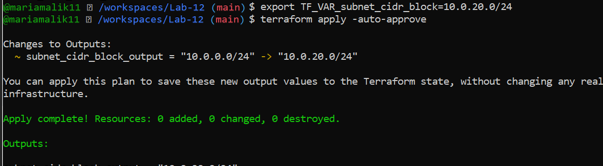 @mariamalik11 /workspaces/Lab-12 (main) $ export TF_VAR_subnet_cidr_block=10.0.20.0/24
@mariamalik11 /workspaces/Lab-12 (main) $ terraform apply -auto-approve
Changes to Outputs:
~ subnet_cidr_block_output = "10.0.0.0/24" -> "10.0.20.0/24"
You can apply this plan to save these new output values to the Terraform state, without changing any real
infrastructure.
Apply complete! Resources: 0 added, 0 changed, 0 destroyed.
Outputs: